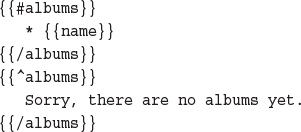 {{#albums}}
   * {{name}}
{{/albums}}
{{^albums}}
   Sorry, there are no albums yet.
{{/albums}}